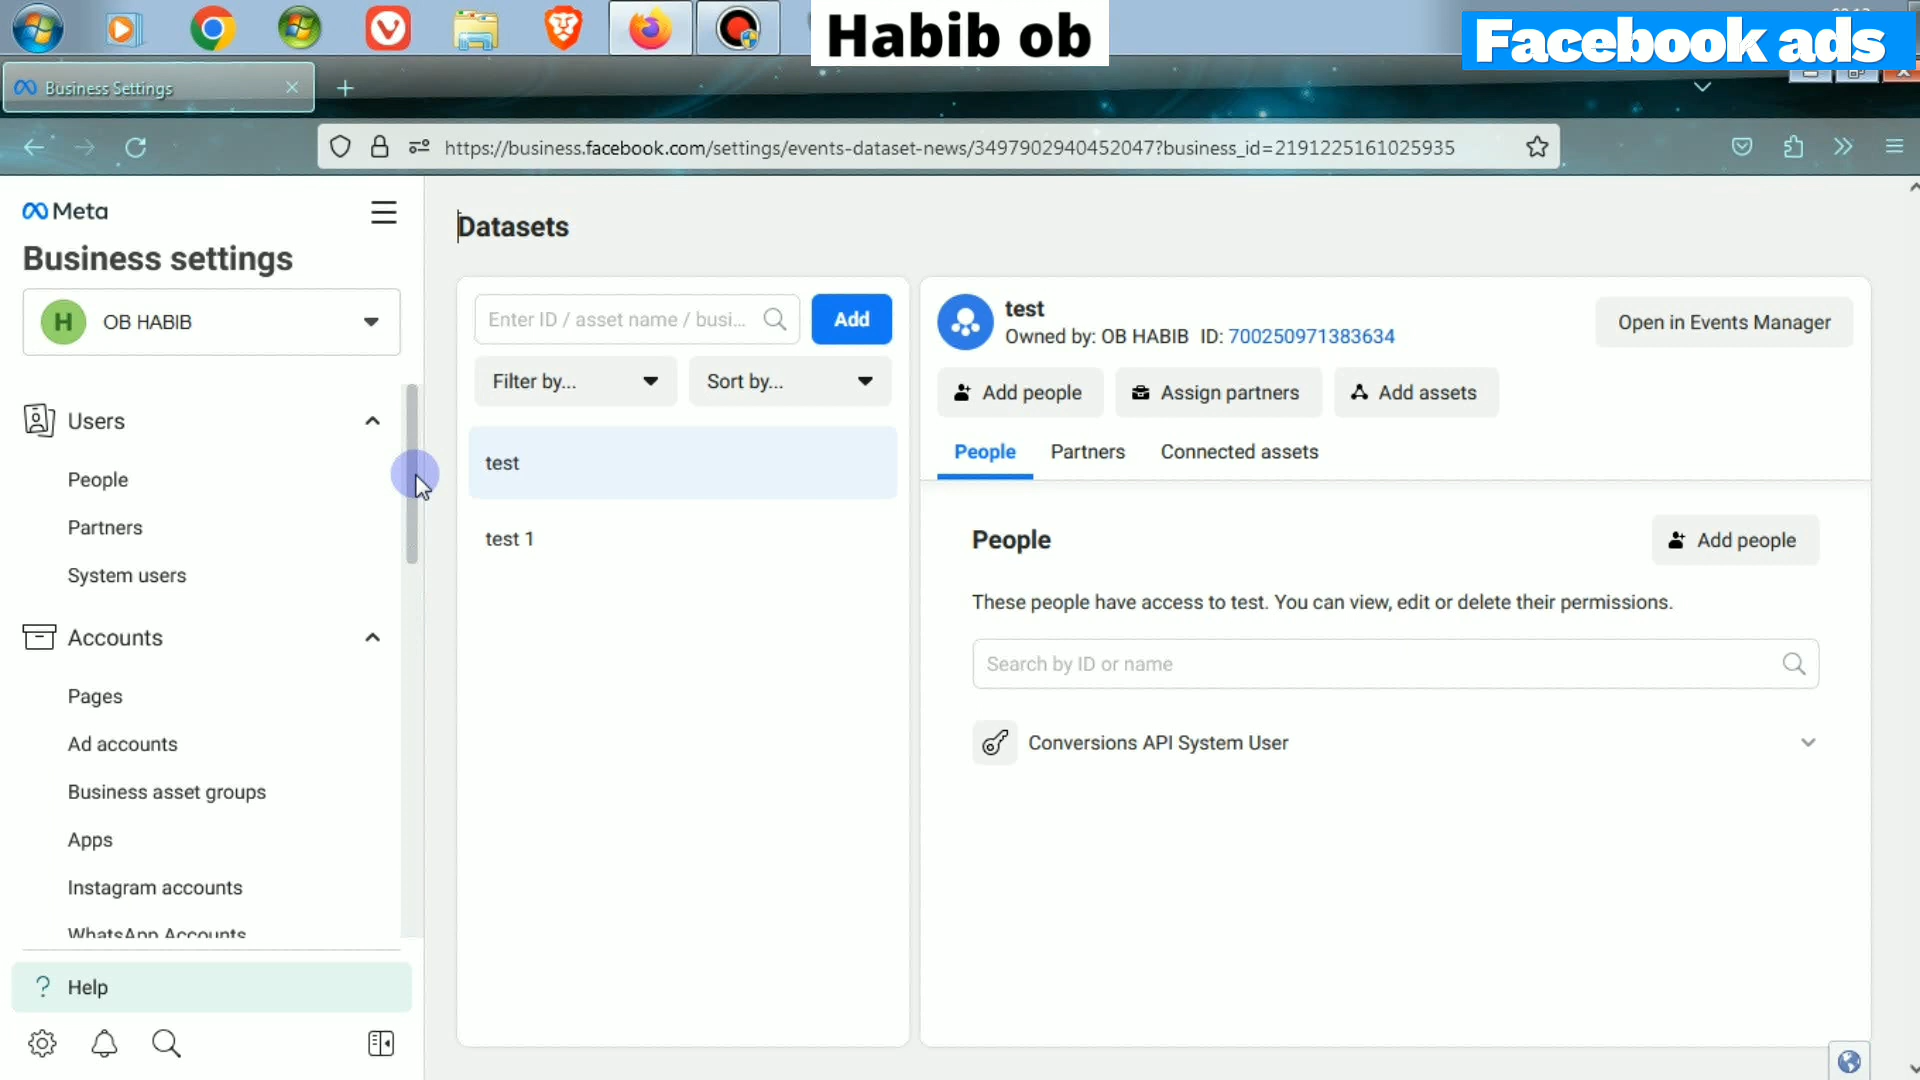 Habib ob
Facebook ads
Business Settings
https://business.facebook.com/settings/events-dataset-news/3497902940452047?business_id=2191225161025935
Meta
Business settings
H
OB HABIB
Users
People
Partners
System users
Accounts
Pages
Ad accounts
Business asset groups
Apps
Instagram accounts
WhatsApp Accounts
? Help
Datasets
Enter ID / asset name / busi...
Add
Filter by...
Sort by...
test
test 1
test
Owned by: OB HABIB ID: 700250971383634
Open in Events Manager
Add people
Assign partners
Add assets
People
Partners
Connected assets
People
Add people
These people have access to test. You can view, edit or delete their permissions.
Search by ID or name
Conversions API System User